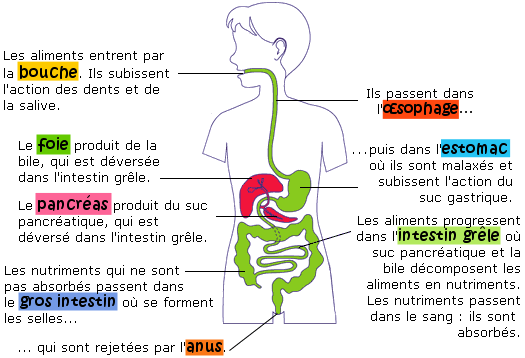 Les aliments entrent par
la bouche. Ils subissent
l'action des dents et de
la salive.
Ils passent dans
l'œsophage...
...puis dans l'estomac
où ils sont malaxés et
subissent l'action du
suc gastrique.
Le foie produit de la
bile, qui est déversée
dans l'intestin grêle.
Le pancréas produit du suc
pancréatique, qui est
déversé dans l'intestin grêle.
Les aliments progressent
dans l'intestin grêle où
suc pancréatique et la
bile décomposent les
aliments en nutriments.
Les nutriments passent
dans le sang : ils sont
absorbés.
Les nutriments qui ne sont
pas absorbés passent dans
le gros intestin où se forment
les selles...
... qui sont rejetées par l'anus.